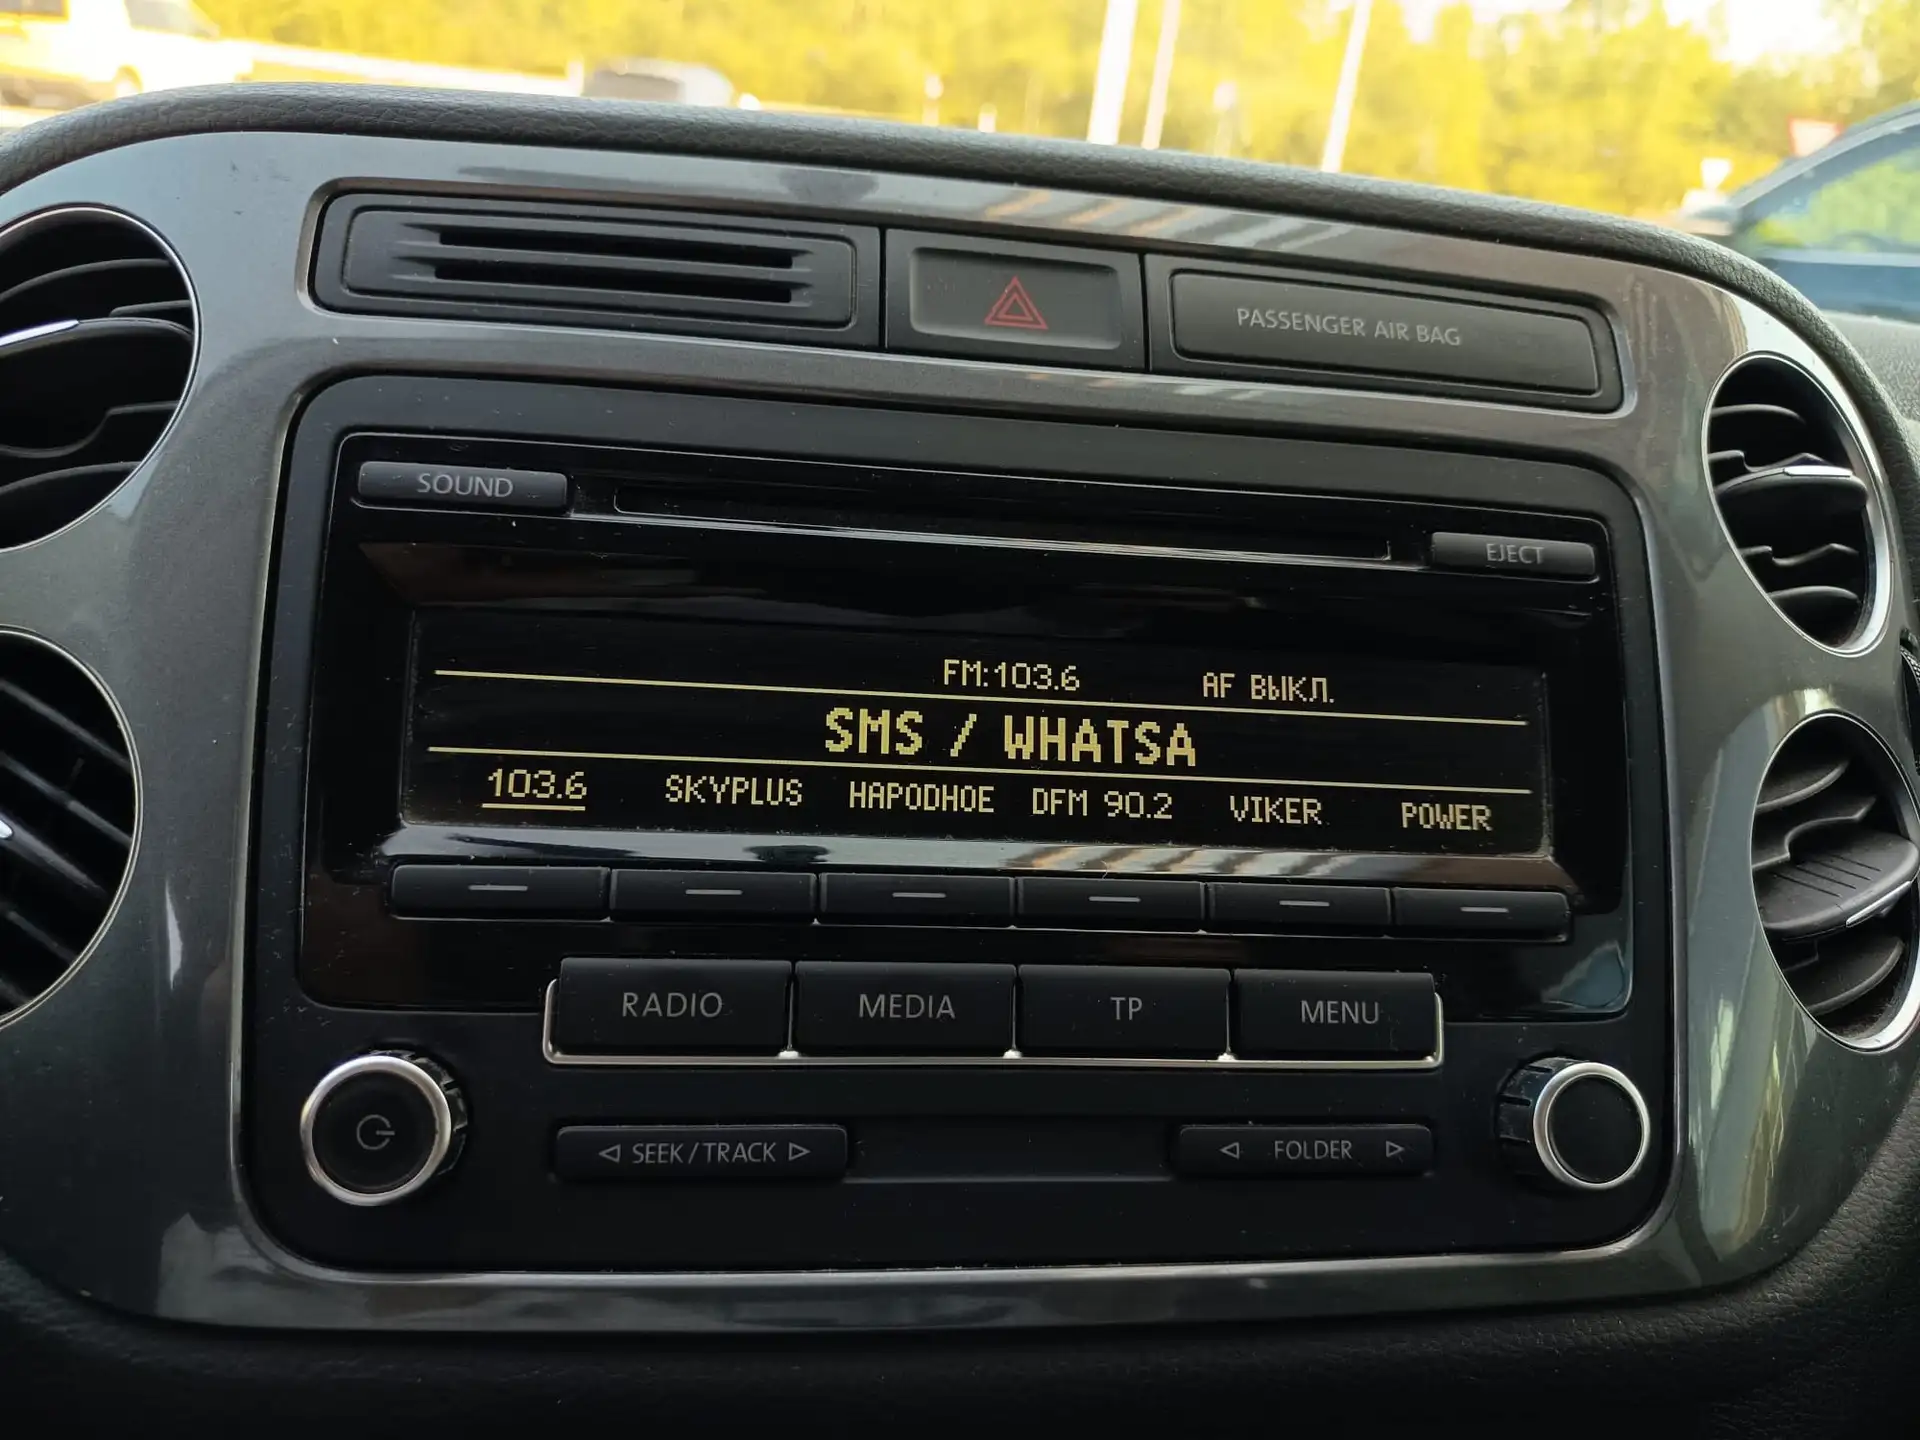 PASSENGER AIR BAG
SOUND
EJECT
FM:103.6 AF ВЫКЛ.
SMS / WHATSA
103.6 SKYPLUS НАРОДНОЕ DFM 90.2 VIKER POWER
RADIO MEDIA TP MENU
SEEK/TRACK FOLDER